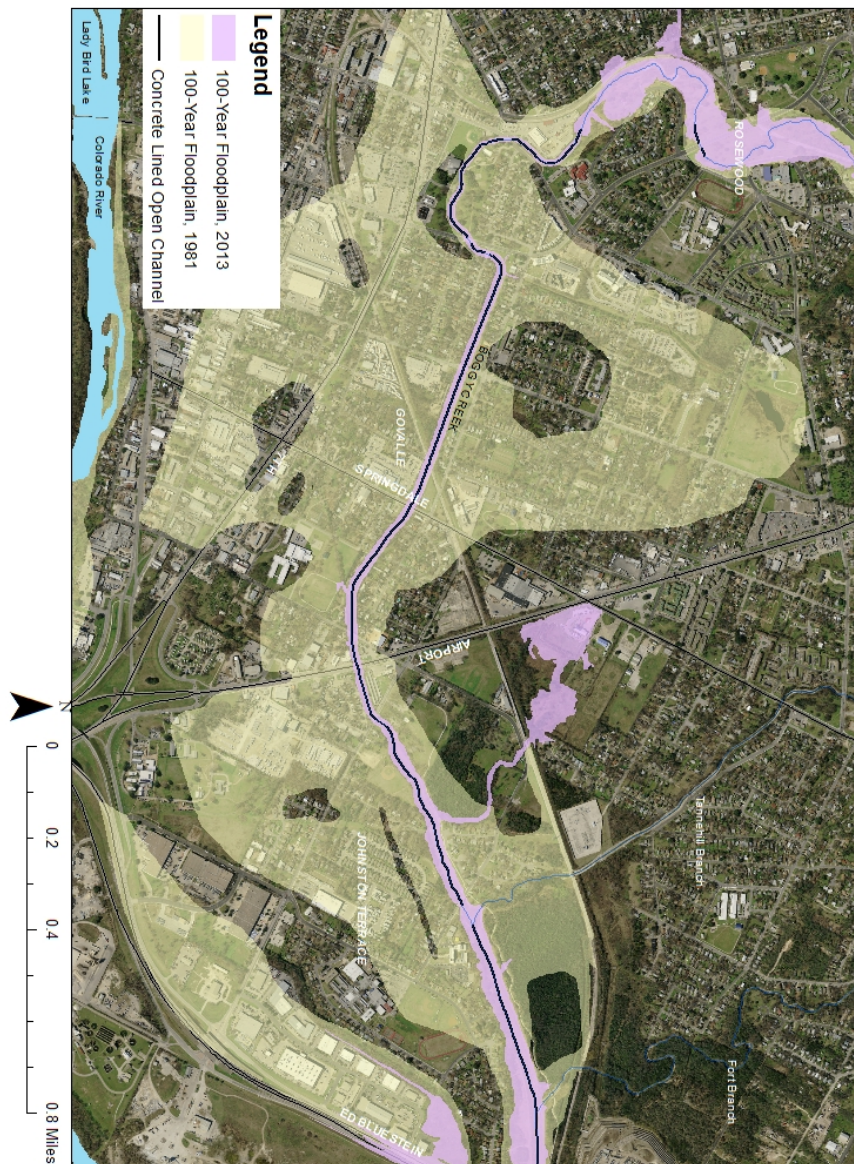 Legend
100-Year Floodplain, 2013
100-Year Floodplain, 1981
Concrete Lined Open Channel
Lady Bird Lake
Colorado River
ROSEWOOD
BOGGY CREEK
GOVALLE
SPRINGDALE
7TH
AIRPORT
Tannehill Branch
JOHNSTON TERRACE
Fort Branch
ED BLUESTEIN
N
0 0.2 0.4 0.8 Miles